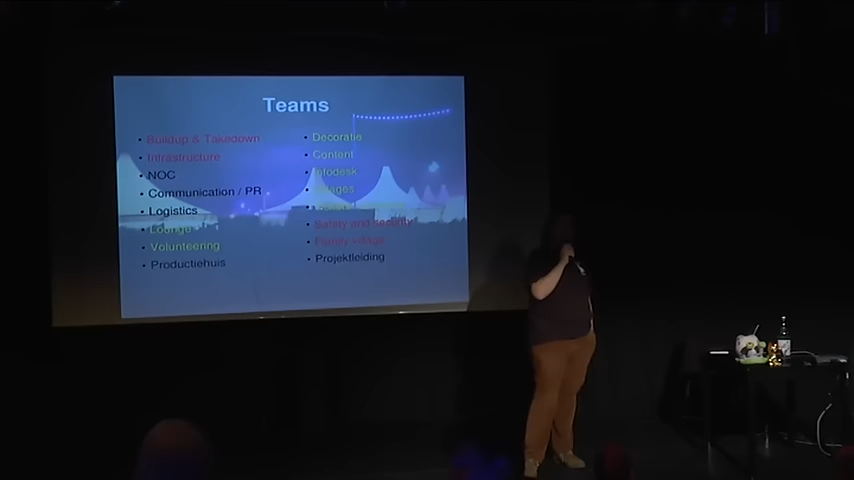 Teams
Buildup & Takedown
Infrastructure
NOC
Communication / PR
Logistics
Lounge
Volunteering
Productiehuis
Decoratie
Content
Infodesk
Villages
Safety and security
Family village
Projektleiding